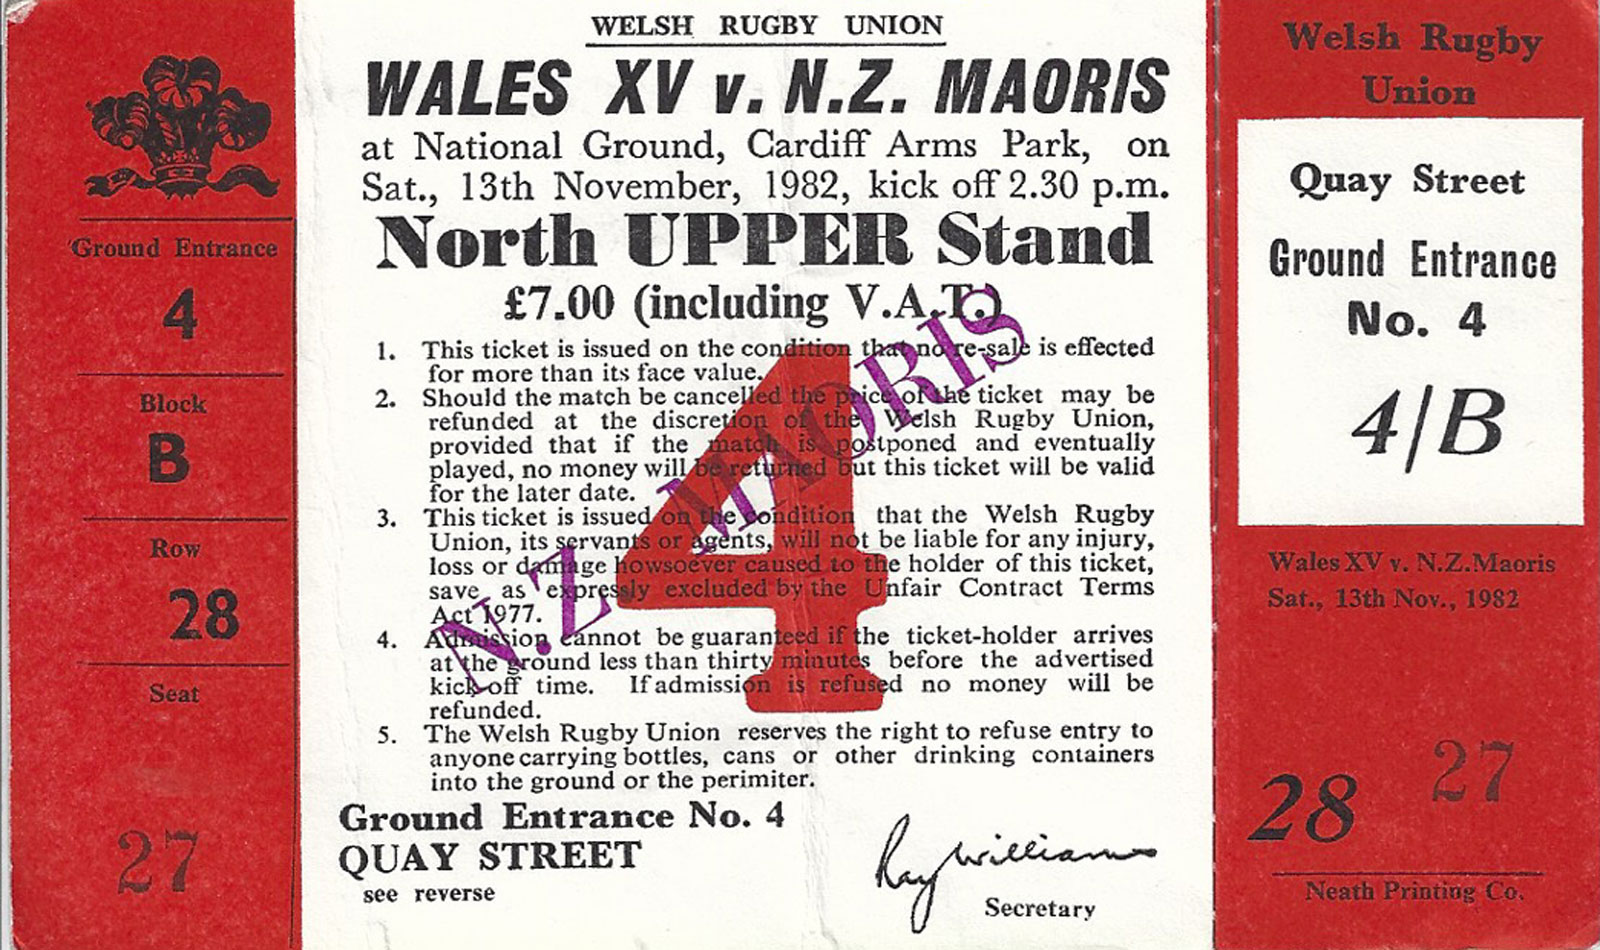 Ground Entrance
4
Block
B
Row
28
Seat
27
WELSH RUGBY UNION
WALES XV v. N.Z. MAORIS
at National Ground, Cardiff Arms Park, on
Sat., 13th November, 1982, kick off 2.30 p.m.
North UPPER Stand
£7.00 (including V.A.T.)
1. This ticket is issued on the condition that no re-sale is effected
for more than its face value.
2. Should the match be cancelled the price of the ticket may be
refunded at the discretion of the Welsh Rugby Union,
provided that if the match is postponed and eventually
played, no money will be returned but this ticket will be valid
for the later date.
3. This ticket is issued on the condition that the Welsh Rugby
Union, its servants or agents, will not be liable for any injury,
loss or damage howsoever caused to the holder of this ticket,
save as expressly excluded by the Unfair Contract Terms
Act 1977.
4. Admission cannot be guaranteed if the ticket-holder arrives
at the ground less than thirty minutes before the advertised
kick-off time. If admission is refused no money will be
refunded.
5. The Welsh Rugby Union reserves the right to refuse entry to
anyone carrying bottles, cans or other drinking containers
into the ground or the perimiter.
4
N.Z MAORIS
Ground Entrance No. 4
QUAY STREET
see reverse
Ray Williams
Secretary
Welsh Rugby
Union
Quay Street
Ground Entrance
No. 4
4/B
Wales XV v. N.Z.Maoris
Sat., 13th Nov., 1982
28 27
Neath Printing Co.